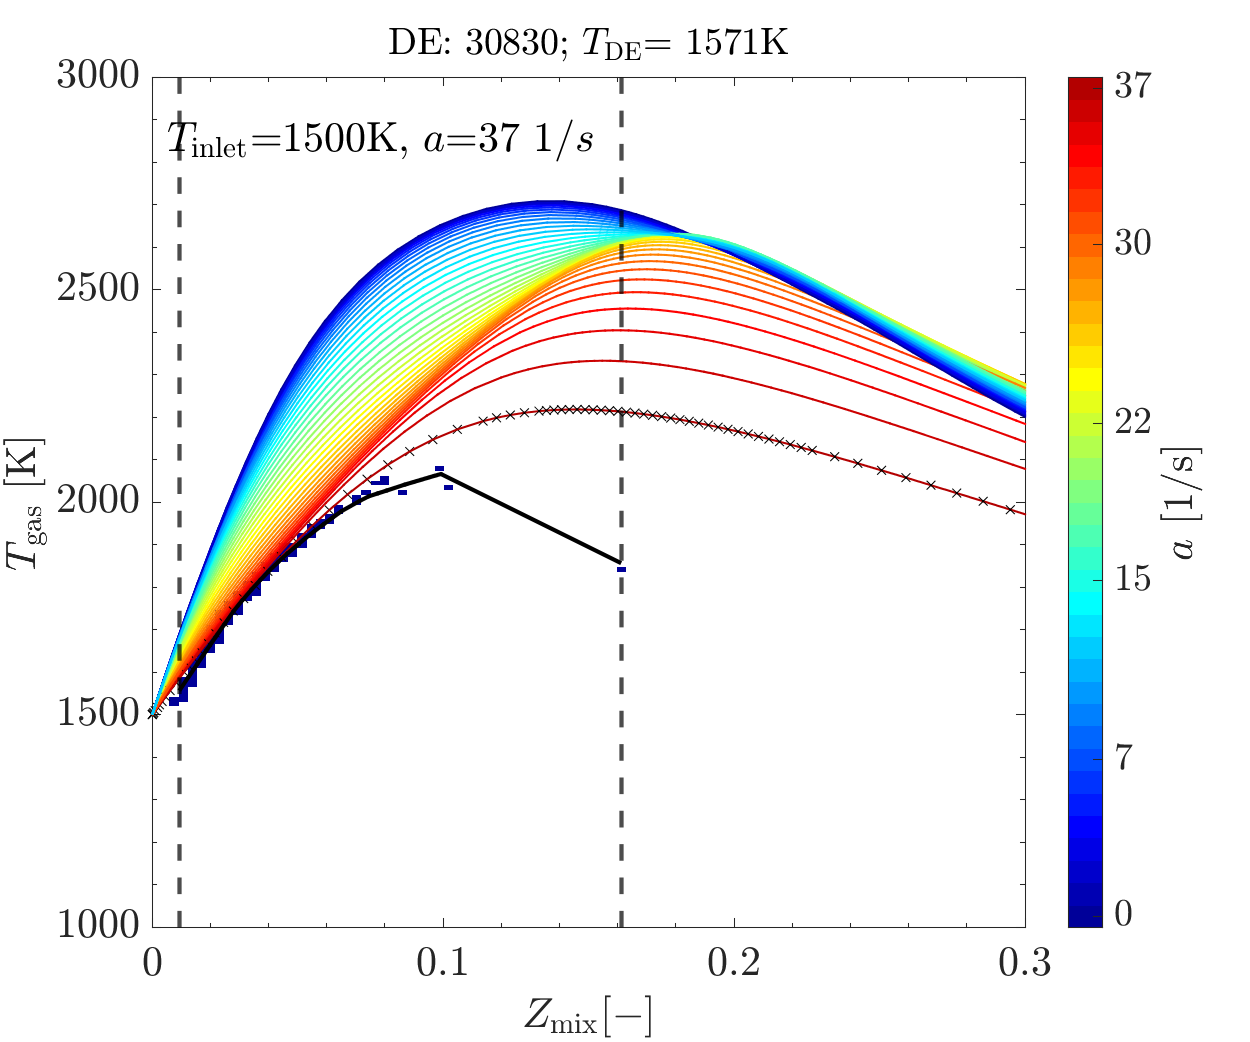 DE: 30830; T_DE= 1571K
T_inlet=1500K, a=37 1/s
3000
2500
2000
1500
1000
T_gas [K]
0 0.1 0.2 0.3
Z_mix[−]
37
30
22
15
7
0
a [1/s]